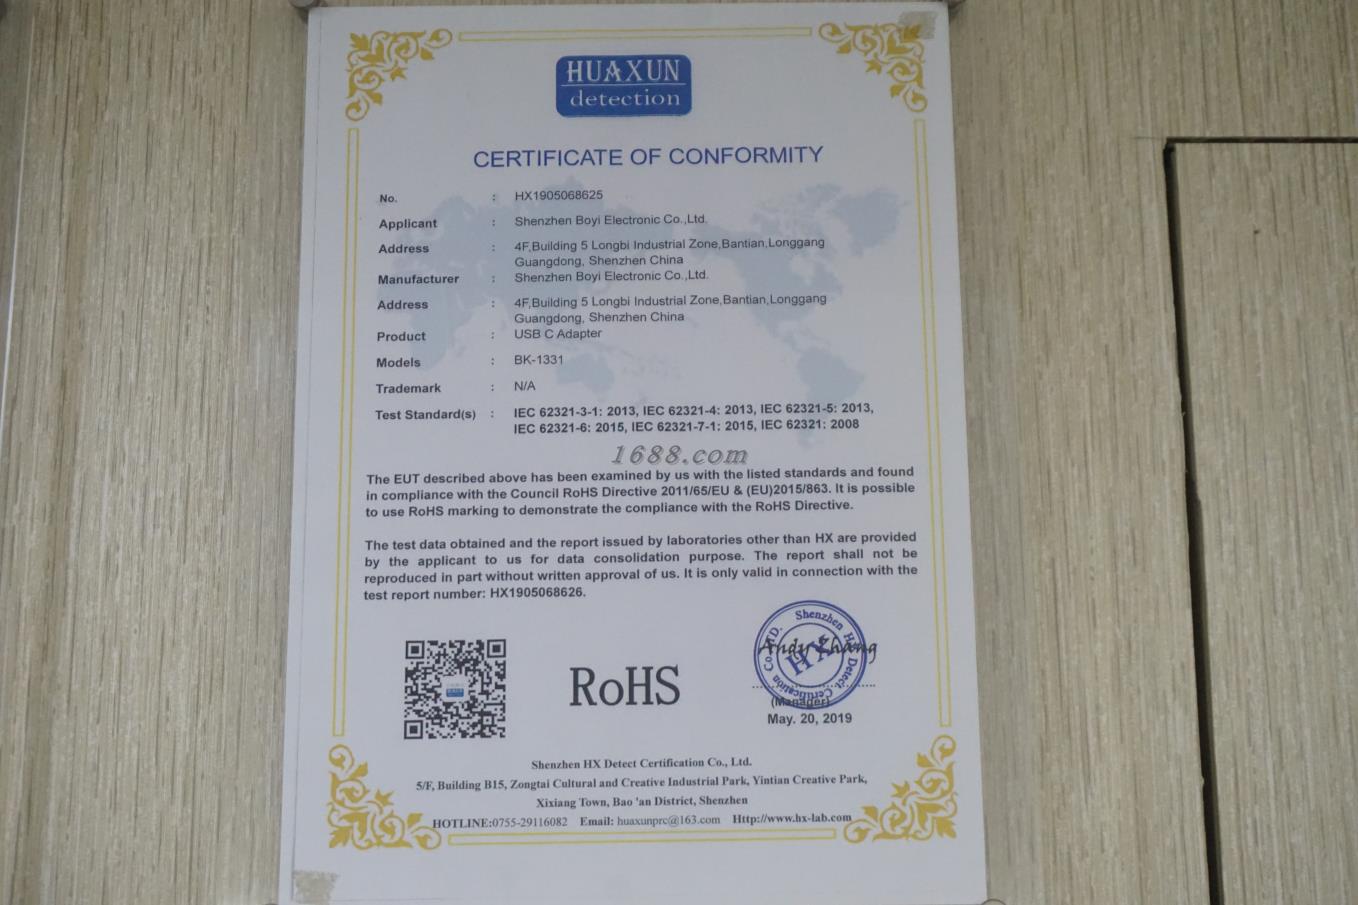 HUAXUN
detection
CERTIFICATE OF CONFORMITY
No. : HX1905068625
Applicant : Shenzhen Boyi Electronic Co.,Ltd.
Address : 4F,Building 5 Longbi Industrial Zone,Bantian,Longgang
Guangdong, Shenzhen China
Manufacturer : Shenzhen Boyi Electronic Co.,Ltd.
Address : 4F,Building 5 Longbi Industrial Zone,Bantian,Longgang
Guangdong, Shenzhen China
Product : USB C Adapter
Models : BK-1331
Trademark : N/A
Test Standard(s) : IEC 62321-3-1: 2013, IEC 62321-4: 2013, IEC 62321-5: 2013,
IEC 62321-6: 2015, IEC 62321-7-1: 2015, IEC 62321: 2008
1688.com
The EUT described above has been examined by us with the listed standards and found
in compliance with the Council RoHS Directive 2011/65/EU & (EU)2015/863. It is possible
to use RoHS marking to demonstrate the compliance with the RoHS Directive.
The test data obtained and the report issued by laboratories other than HX are provided
by the applicant to us for data consolidation purpose. The report shall not be
reproduced in part without written approval of us. It is only valid in connection with the
test report number: HX1905068626.
RoHS
Shenzhen HX Detect Certification Co.,LTD.
HX
Andy Zhang
(Manager)
May. 20, 2019
Shenzhen HX Detect Certification Co., Ltd.
5/F, Building B15, Zongtai Cultural and Creative Industrial Park, Yintian Creative Park,
Xixiang Town, Bao 'an District, Shenzhen
HOTLINE:0755-29116082 Email: huaxunprc@163.com Http://www.hx-lab.com